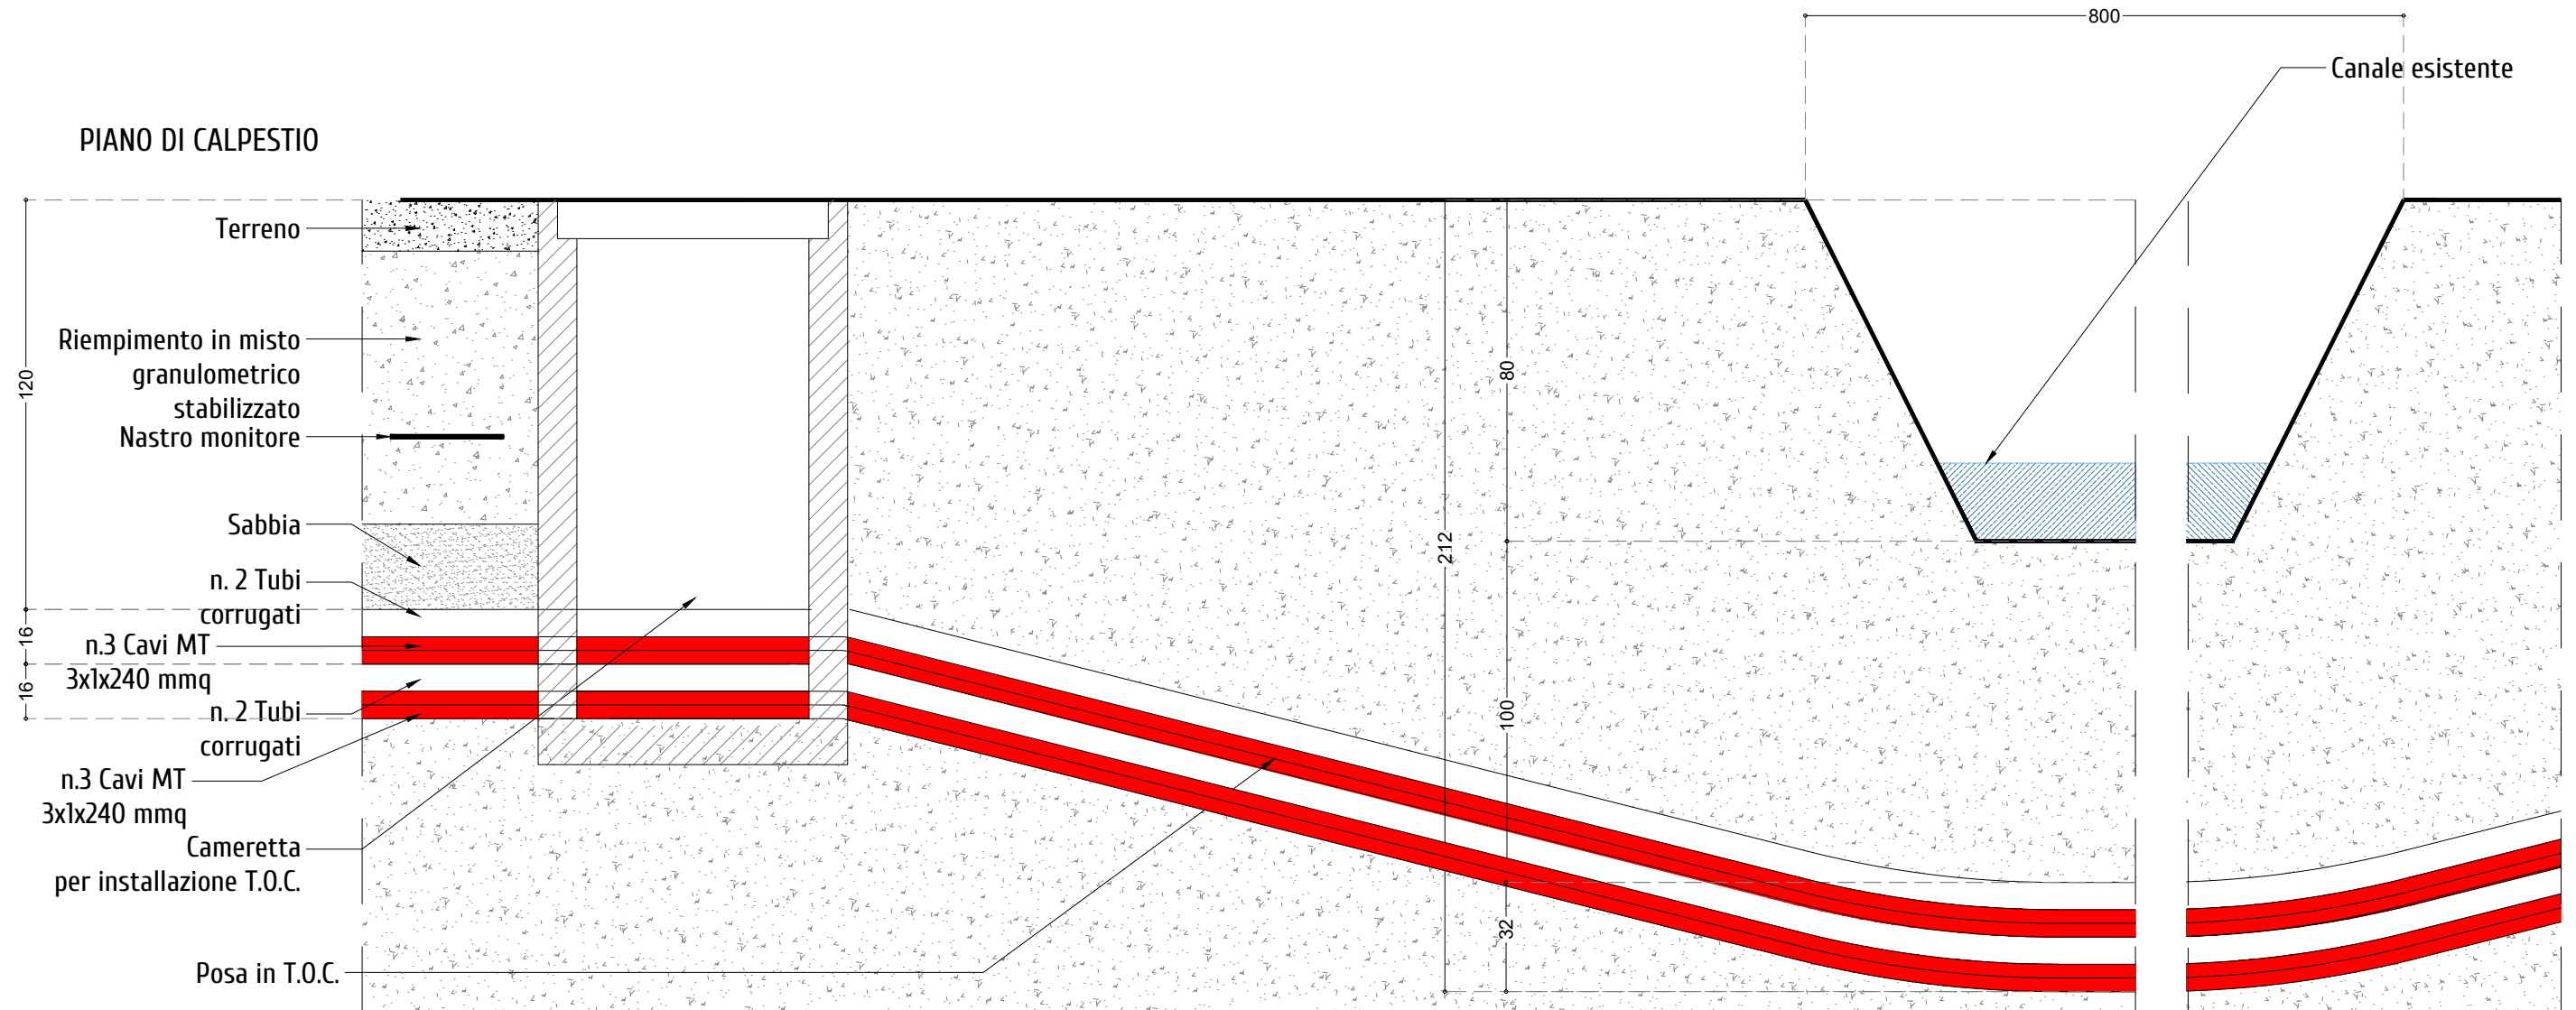 800
Canale esistente
PIANO DI CALPESTIO
Terreno
Riempimento in misto
granulometrico
stabilizzato
Nastro monitore
Sabbia
n. 2 Tubi
corrugati
n.3 Cavi MT
3x1x240 mmq
n. 2 Tubi
corrugati
n.3 Cavi MT
3x1x240 mmq
Cameretta
per installazione T.O.C.
Posa in T.O.C.
120
16
16
212
80
100
32